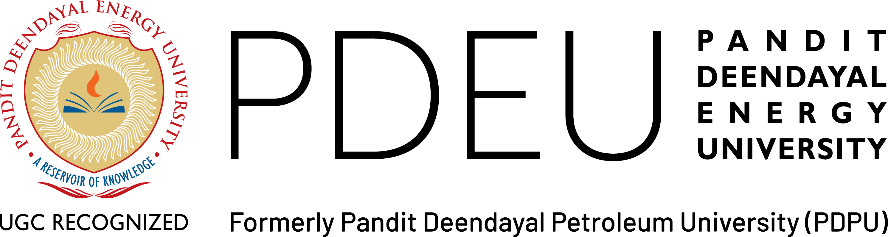 PANDIT DEENDAYAL ENERGY UNIVERSITY
• A RESERVOIR OF KNOWLEDGE •
UGC RECOGNIZED
PDEU
PANDIT
DEENDAYAL
ENERGY
UNIVERSITY
Formerly Pandit Deendayal Petroleum University (PDPU)